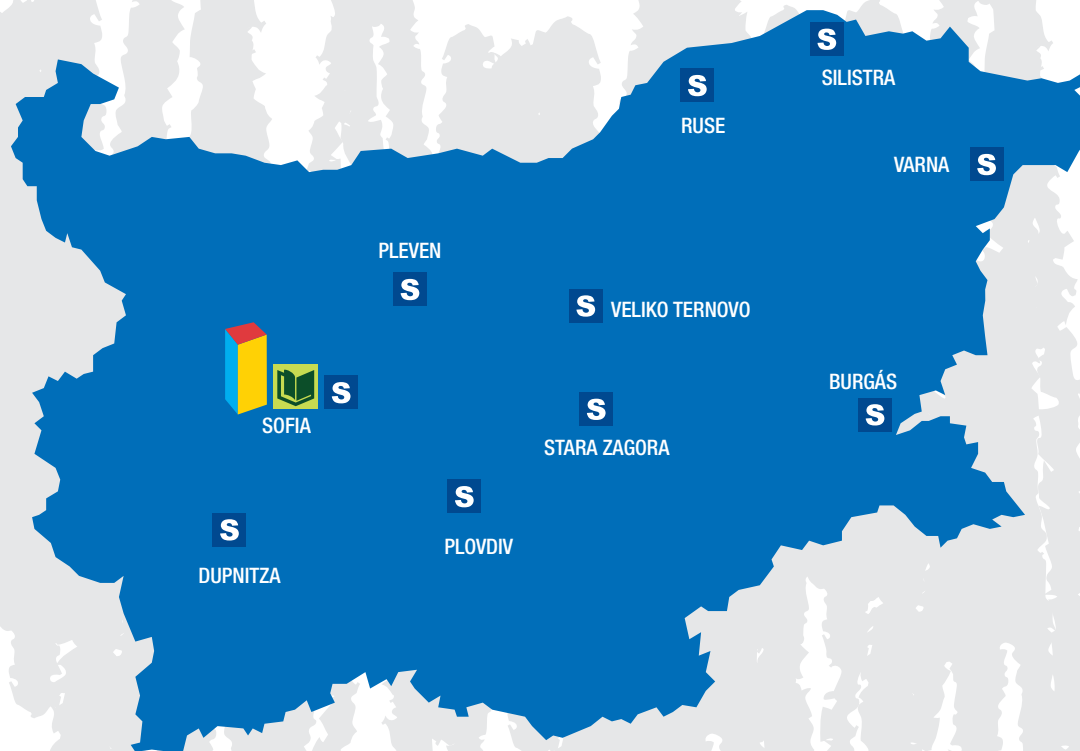 S
SILISTRA
S
RUSE
VARNA S
PLEVEN
S
S VELIKO TERNOVO
S
SOFIA
BURGÁS
S
S
STARA ZAGORA
S
PLOVDIV
S
DUPNITZA